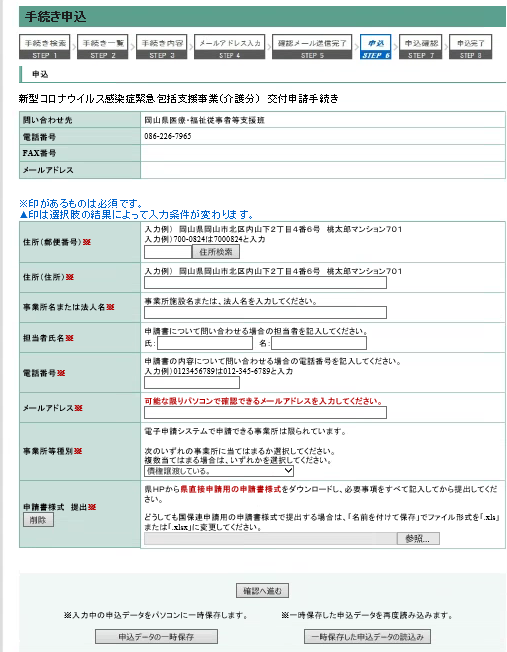 手続き申込
手続き検索 手続き一覧 手続き内容 メールアドレス入力 確認メール送信完了 申込 申込確認 申込完了
STEP 1 STEP 2 STEP 3 STEP 4 STEP 5 STEP 6 STEP 7 STEP 3
申込
新型コロナウイルス感染症緊急包括支援事業(介護分) 交付申請手続き
問い合わせ先 岡山県医療・福祉従事者等支援班
電話番号 086-226-7965
FAX番号
メールアドレス
※印があるものは必須です。
▲印は選択肢の結果によって入力条件が変わります。
住所(郵便番号)※
入力例) 岡山県岡山市北区内山下2丁目4番6号 桃太郎マンション701
入力例)700-0824は7000824と入力
住所検索
住所(住所)※
入力例) 岡山県岡山市北区内山下2丁目4番6号 桃太郎マンション701
事業所名または法人名※
事業所施設名または、法人名を入力してください。
担当者氏名※
申請書について問い合わせる場合の担当者を記入してください。
氏: 名:
電話番号※
申請書の内容について問い合わせる場合の電話番号を記入してください。
入力例)0123456789は012-345-6789と入力
メールアドレス※
可能な限りパソコンで確認できるメールアドレスを入力してください。
事業所等種別※
電子申請システムで申請できる事業所は限られています。
次のいずれの事業所に当てはまるか選択してください。
複数当てはまる場合は、いずれかを選択してください。
債権譲渡している。
申請書様式 提出※
削除
県HPから県直接申請用の申請書様式をダウンロードし、必要事項をすべて記入してから提出してくだ
さい。
どうしても国保連申請用の申請書様式で提出する場合は、「名前を付けて保存」でファイル形式を「.xls」
または「.xlsx」に変更してください。
参照...
確認へ進む
※入力中の申込データをパソコンに一時保存します。 ※一時保存した申込データを再度読み込みます。
申込データの一時保存 一時保存した申込データの読込み